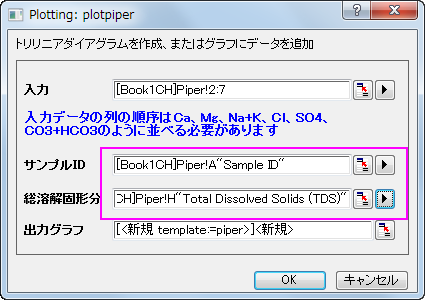 Plotting: plotpiper
トリリニアダイアグラムを作成、またはグラフにデータを追加
入力 [Book1CH]Piper!2:7
入力データの列の順序はCa、Mg、Na+K、Cl、SO4、
CO3+HCO3のように並べる必要があります
サンプルID [Book1CH]Piper!A"Sample ID"
総溶解固形分 CH]Piper!H"Total Dissolved Solids (TDS)"
出力グラフ [<新規 template:=piper>]<新規>
OK キャンセル